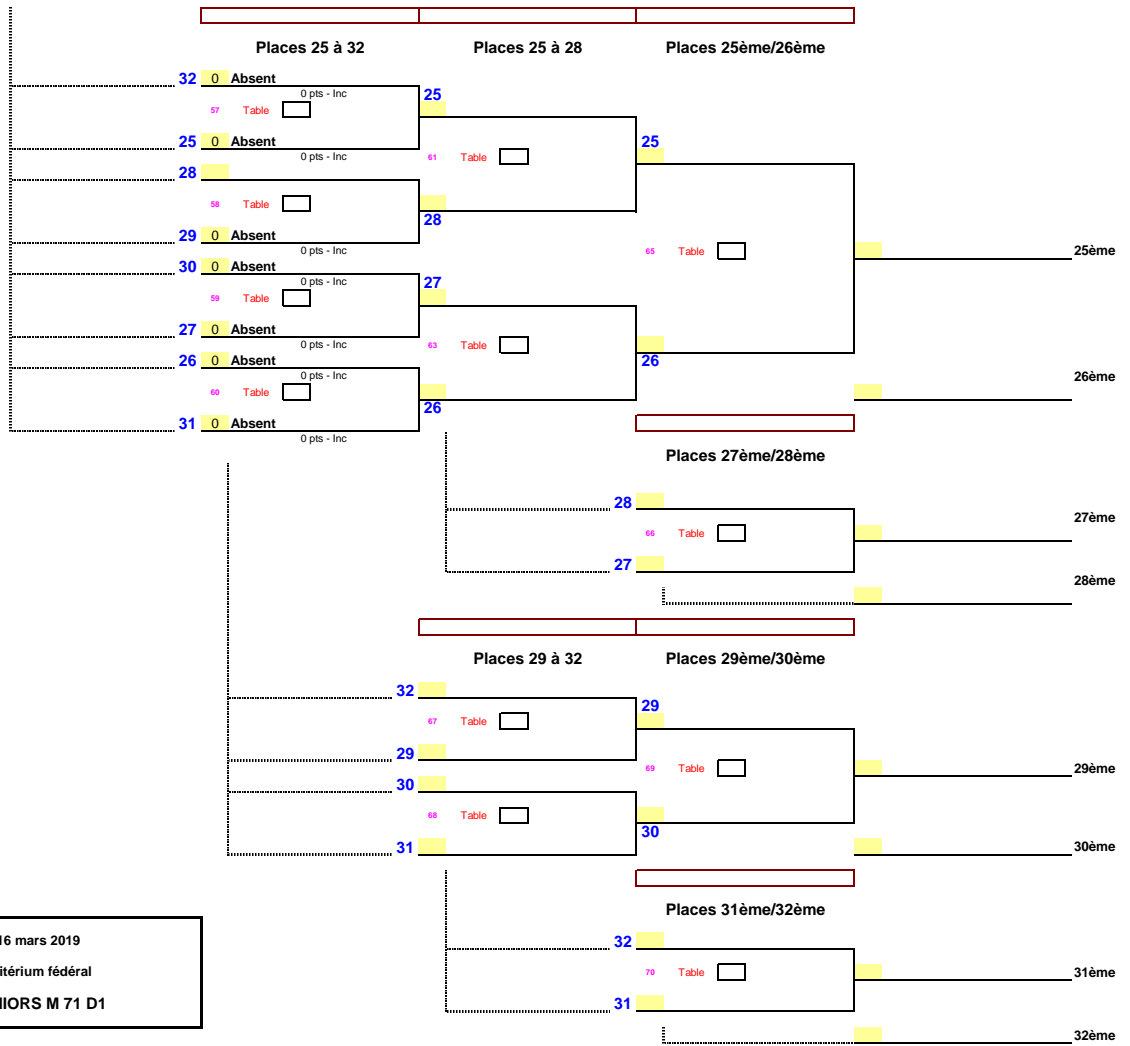 Places 25 à 32 Places 25 à 28 Places 25ème/26ème
32 0 Absent
0 pts - Inc
25
57 Table
25 0 Absent
0 pts - Inc
61 Table
25
28
58 Table
28
29 0 Absent
0 pts - Inc
65 Table
25ème
30 0 Absent
0 pts - Inc
27
59 Table
27 0 Absent
0 pts - Inc
63 Table
26 0 Absent
26
0 pts - Inc
26ème
60 Table
26
31 0 Absent
0 pts - Inc
Places 27ème/28ème
28
27ème
66 Table
27
28ème
Places 29 à 32 Places 29ème/30ème
32
29
67 Table
29
69 Table
29ème
30
68 Table
30
31
30ème
Places 31ème/32ème
16 mars 2019
32
itérium fédéral
70 Table
31ème
IORS M 71 D1
31
32ème